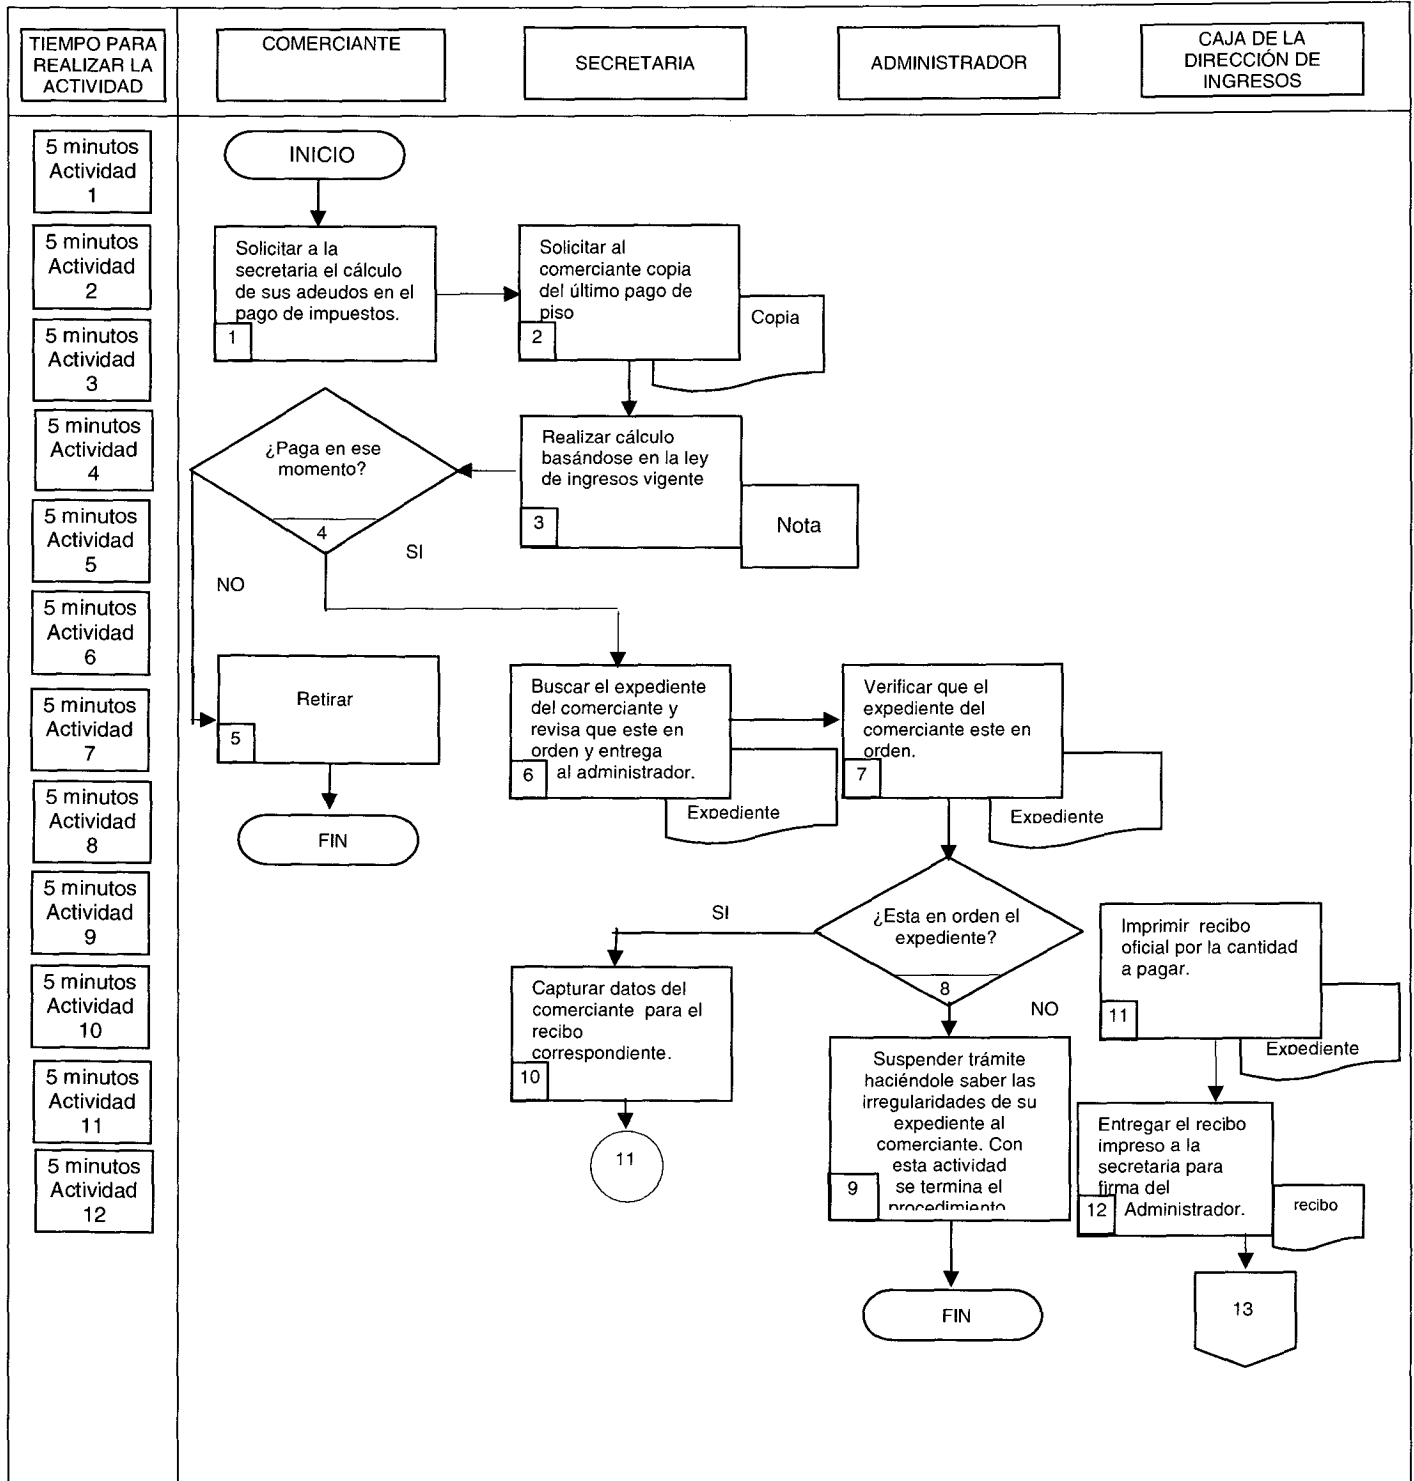 TIEMPO PARA
REALIZAR LA
ACTIVIDAD
COMERCIANTE
SECRETARIA
ADMINISTRADOR
CAJA DE LA
DIRECCIÓN DE
INGRESOS
5 minutos
Actividad
1
5 minutos
Actividad
2
5 minutos
Actividad
3
5 minutos
Actividad
4
5 minutos
Actividad
5
5 minutos
Actividad
6
5 minutos
Actividad
7
5 minutos
Actividad
8
5 minutos
Actividad
9
5 minutos
Actividad
10
5 minutos
Actividad
11
5 minutos
Actividad
12
INICIO
Solicitar a la
secretaria el cálculo
de sus adeudos en el
pago de impuestos.
1
Solicitar al
comerciante copia
del último pago de
piso
2
Copia
Realizar cálculo
basándose en la ley
de ingresos vigente
3
Nota
¿Paga en ese
momento?
4
SI
NO
Retirar
5
FIN
Buscar el expediente
del comerciante y
revisa que este en
orden y entrega
al administrador.
6
Expediente
Verificar que el
expediente del
comerciante este en
orden.
7
Expediente
¿Esta en orden el
expediente?
8
SI
NO
Capturar datos del
comerciante para el
recibo
correspondiente.
10
11
Suspender trámite
haciéndole saber las
irregularidades de su
expediente al
comerciante. Con
esta actividad
se termina el
procedimiento
9
FIN
Imprimir recibo
oficial por la cantidad
a pagar.
11
Expediente
Entregar el recibo
impreso a la
secretaria para
firma del
Administrador.
12
recibo
13